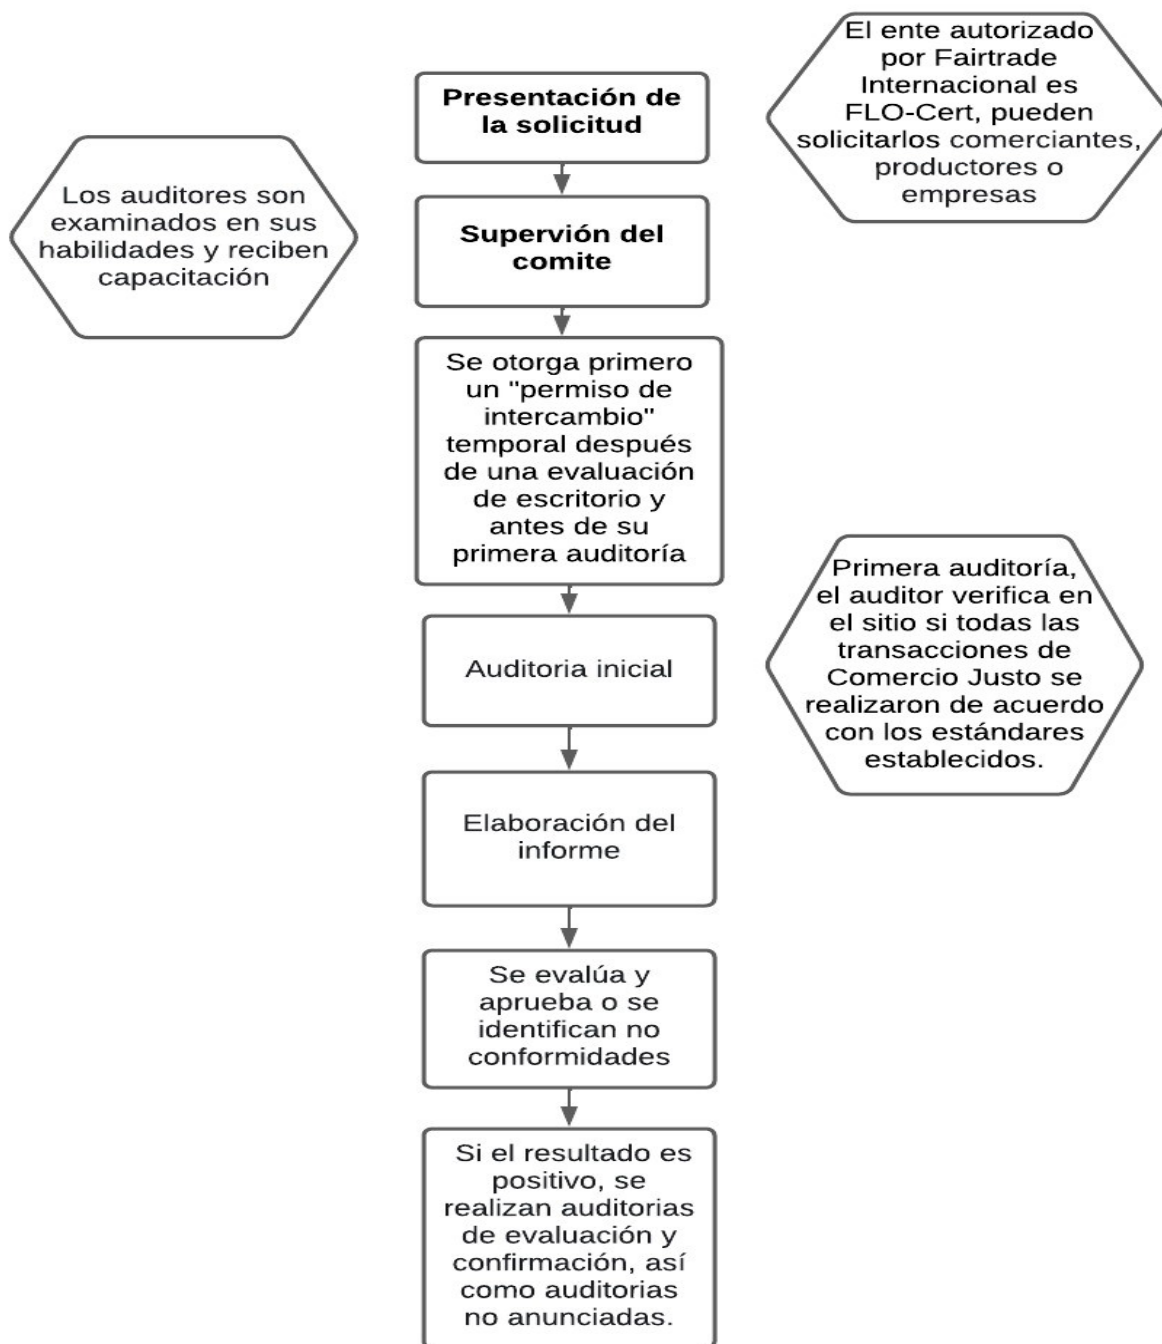 El ente autorizado
por Fairtrade
Internacional es
FLO-Cert, pueden
solicitarlos comerciantes,
productores o
empresas
Presentación de
la solicitud
Los auditores son
examinados en sus
habilidades y reciben
capacitación
Supervión del
comite
Se otorga primero
un "permiso de
intercambio"
temporal después
de una evaluación
de escritorio y
antes de su
primera auditoría
Primera auditoría,
el auditor verifica en
el sitio si todas las
transacciones de
Comercio Justo se
realizaron de acuerdo
con los estándares
establecidos.
Auditoria inicial
Elaboración del
informe
Se evalúa y
aprueba o se
identifican no
conformidades
Si el resultado es
positivo, se
realizan auditorias
de evaluación y
confirmación, así
como auditorias
no anunciadas.